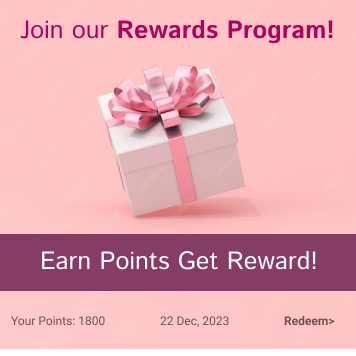 Join our Rewards Program!
Earn Points Get Reward!
Your Points: 1800 22 Dec, 2023 Redeem>